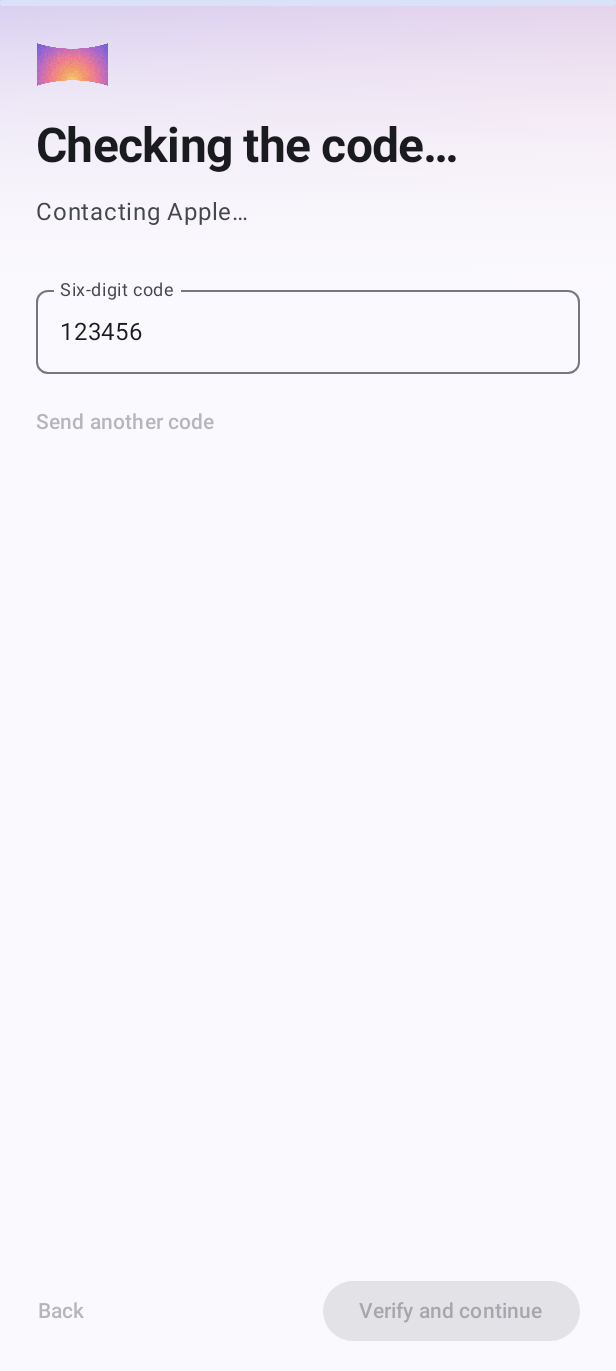 Checking the code…
Contacting Apple…
Six-digit code
123456
Send another code
Back
Verify and continue